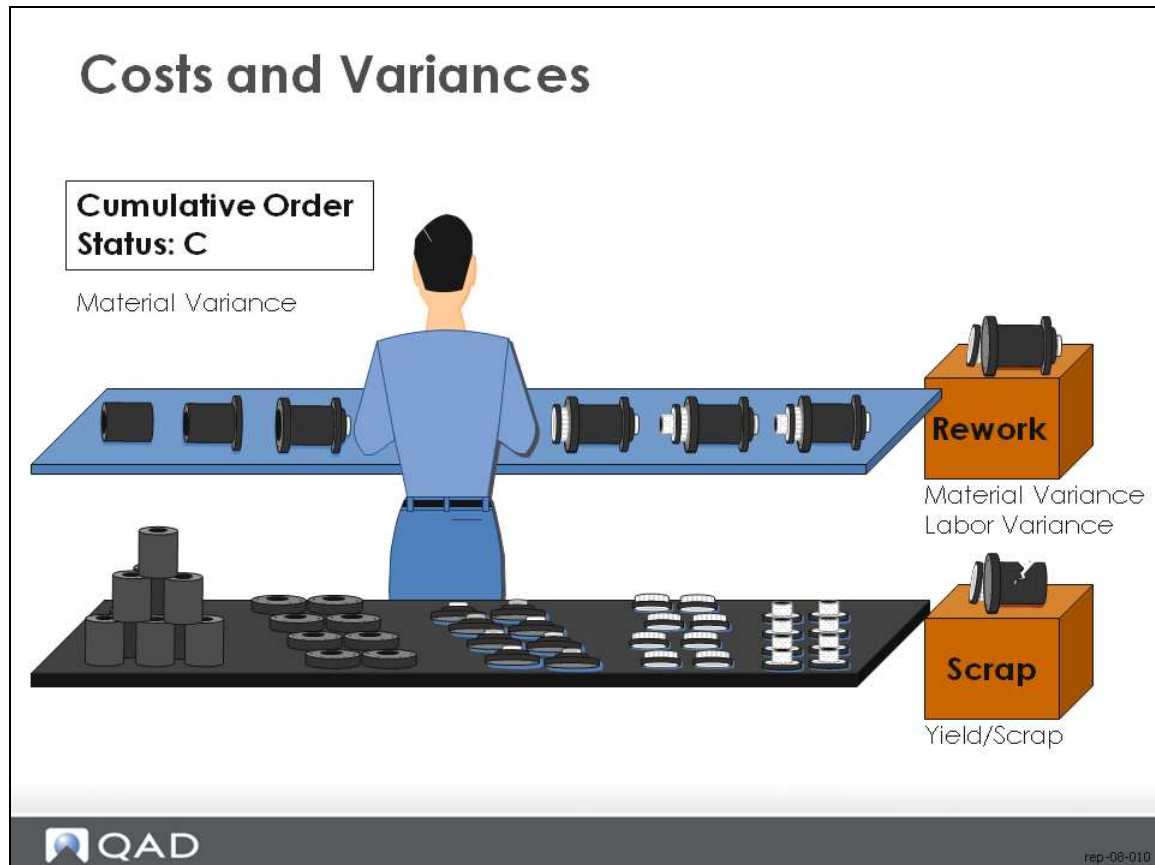 Costs and Variances
Cumulative Order
Status: C
Material Variance
Rework
Material Variance
Labor Variance
Scrap
Yield/Scrap
QAD
rep-08-010